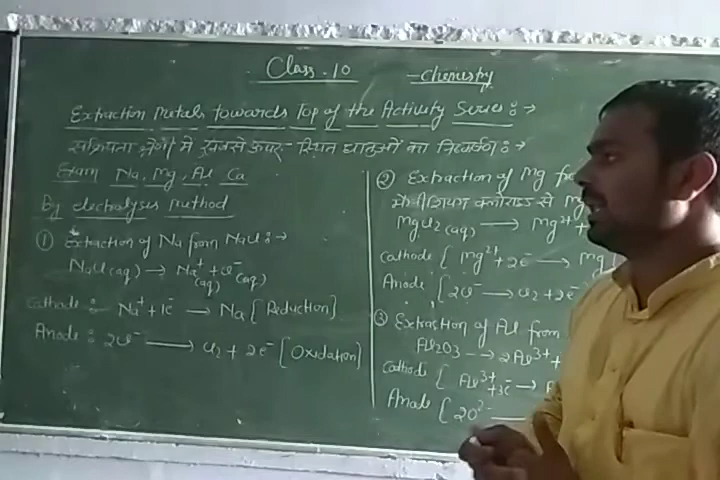 Class. 10 - Chemistry
Extraction Metals towards Top of the Activity Series : →
सक्रियता श्रेणी में सबसे ऊपर - स्थित धातुओं का निष्कर्षण : →
Exam Na, Mg, Al, Ca
By electrolyses method
① Extraction of Na from NaCl : →
NaCl (aq) → Na⁺ (aq) + Cl⁻ (aq)
Cathode : Na⁺ + 1e⁻ → Na [Reduction]
Anode : 2Cl⁻ → Cl₂ + 2e⁻ [Oxidation]
② Extraction of Mg
मैग्नीशियम क्लोराइड से Mg
MgCl₂ (aq) → Mg²⁺ +
Cathode [ Mg²⁺ + 2e⁻ → Mg
Anode [ 2Cl⁻ → Cl₂ + 2e⁻
③ Extraction of Al from
Al₂O₃ → 2Al³⁺ +
Cathode [ Al³⁺ + 3e⁻ →
Anode [ 2O²⁻